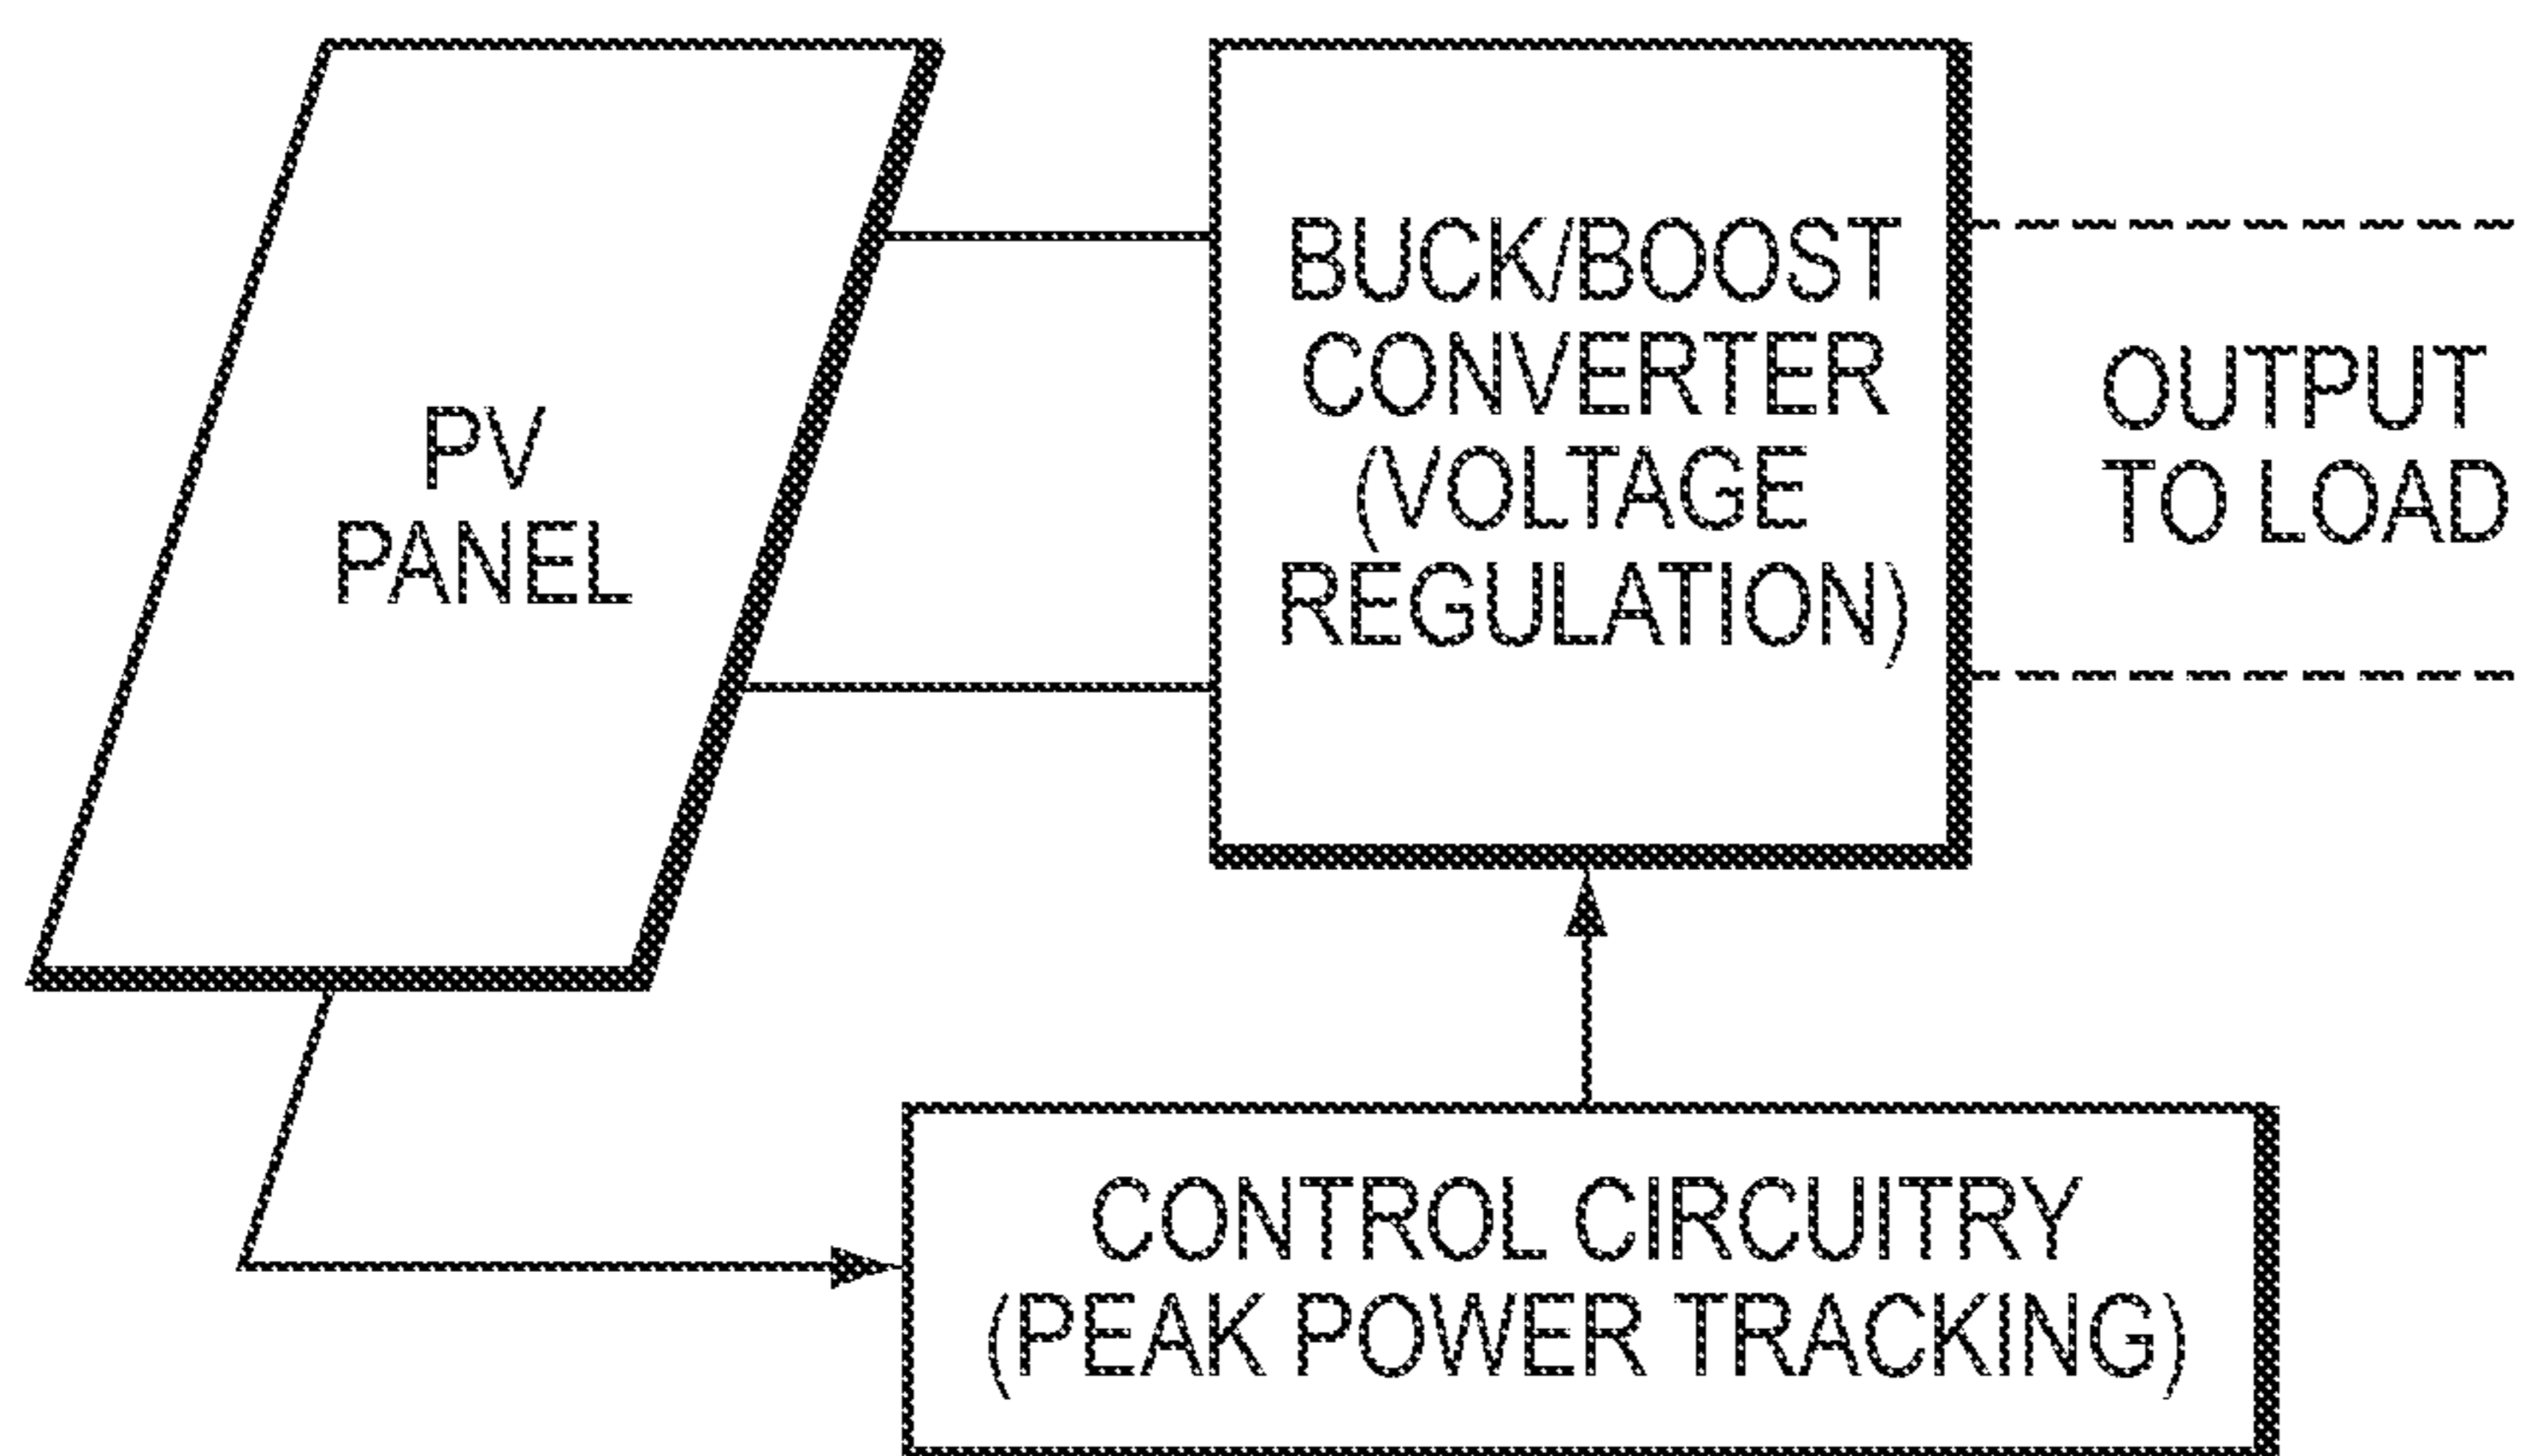 PV
PANEL
BUCK/BOOST
CONVERTER
(VOLTAGE
REGULATION)
OUTPUT
TO LOAD
CONTROL CIRCUITRY
(PEAK POWER TRACKING)